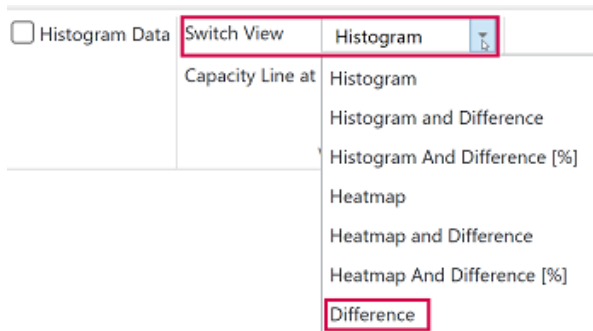 Histogram Data Switch View Histogram
Capacity Line at
Histogram
Histogram and Difference
Histogram And Difference [%]
Heatmap
Heatmap and Difference
Heatmap And Difference [%]
Difference